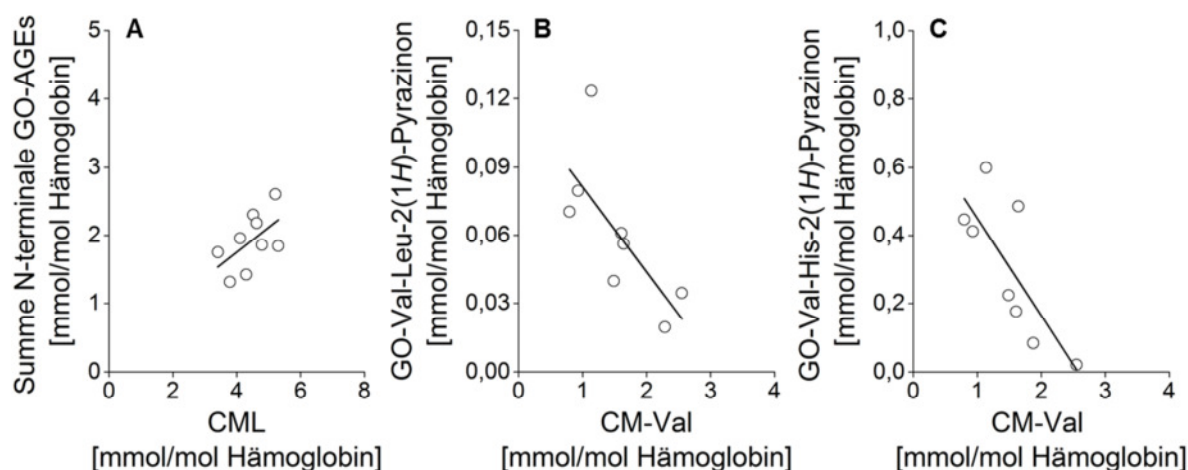 A
Summe N-terminale GO-AGEs
[mmol/mol Hämoglobin]
5
4
3
2
1
0
0 2 4 6 8
CML
[mmol/mol Hämoglobin]
B
GO-Val-Leu-2(1H)-Pyrazinon
[mmol/mol Hämoglobin]
0,15
0,12
0,09
0,06
0,03
0,00
0 1 2 3 4
CM-Val
[mmol/mol Hämoglobin]
C
GO-Val-His-2(1H)-Pyrazinon
[mmol/mol Hämoglobin]
1,0
0,8
0,6
0,4
0,2
0,0
0 1 2 3 4
CM-Val
[mmol/mol Hämoglobin]